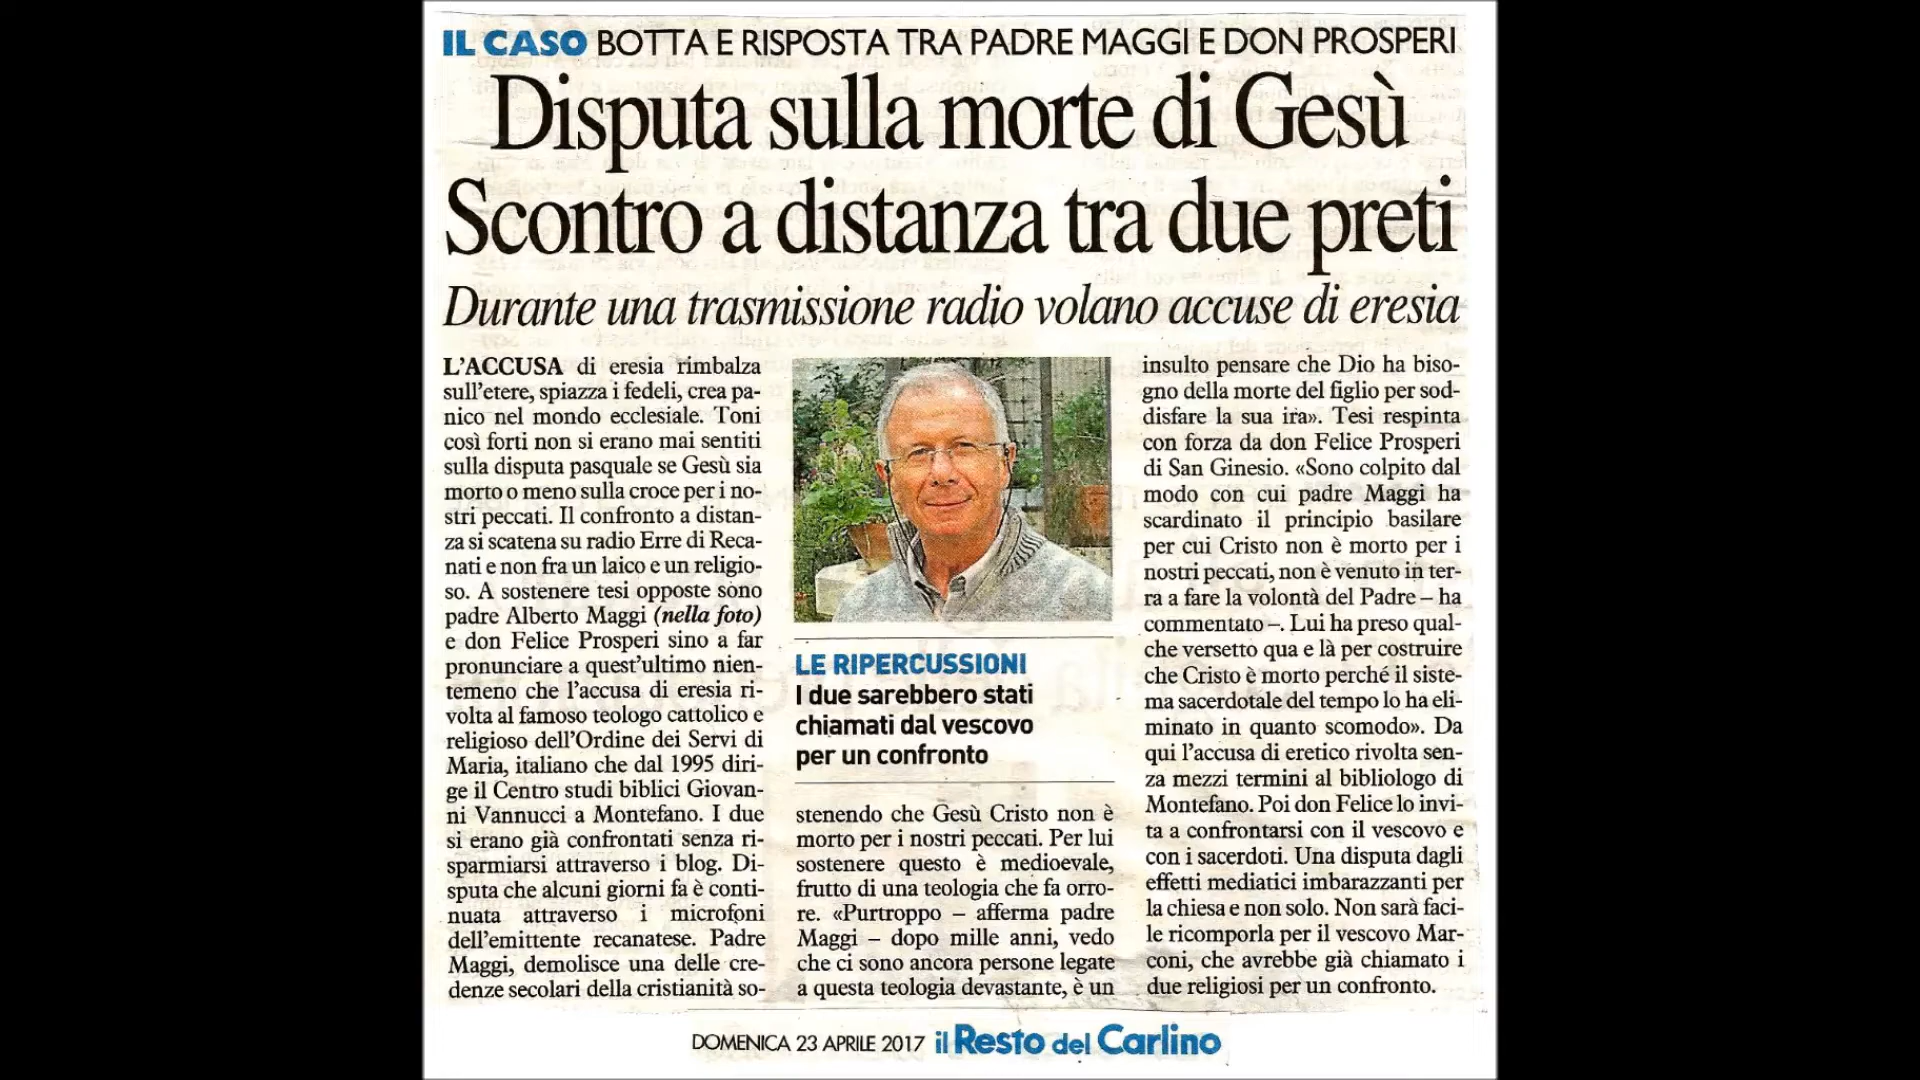 IL CASO BOTTA E RISPOSTA TRA PADRE MAGGI E DON PROSPERI
Disputa sulla morte di Gesù
Scontro a distanza tra due preti
Durante una trasmissione radio volano accuse di eresia
L'ACCUSA di eresia rimbalza
sull'etere, spiazza i fedeli, crea pa-
nico nel mondo ecclesiale. Toni
così forti non si erano mai sentiti
sulla disputa pasquale se Gesù sia
morto o meno sulla croce per i no-
stri peccati. Il confronto a distan-
za si scatena su radio Erre di Reca-
nati e non fra un laico e un religio-
so. A sostenere tesi opposte sono
padre Alberto Maggi (nella foto)
e don Felice Prosperi sino a far
pronunciare a quest'ultimo nien-
temeno che l'accusa di eresia ri-
volta al famoso teologo cattolico e
religioso dell'Ordine dei Servi di
Maria, italiano che dal 1995 diri-
ge il Centro studi biblici Giovan-
ni Vannucci a Montefano. I due
si erano già confrontati senza ri-
sparmiarsi attraverso i blog. Di-
sputa che alcuni giorni fa è conti-
nuata attraverso i microfoni
dell'emittente recanatese. Padre
Maggi, demolisce una delle cre-
denze secolari della cristianità so-
LE RIPERCUSSIONI
I due sarebbero stati
chiamati dal vescovo
per un confronto
stenendo che Gesù Cristo non è
morto per i nostri peccati. Per lui
sostenere questo è medioevale,
frutto di una teologia che fa orro-
re. «Purtroppo – afferma padre
Maggi – dopo mille anni, vedo
che ci sono ancora persone legate
a questa teologia devastante, è un
insulto pensare che Dio ha biso-
gno della morte del figlio per sod-
disfare la sua ira». Tesi respinta
con forza da don Felice Prosperi
di San Ginesio. «Sono colpito dal
modo con cui padre Maggi ha
scardinato il principio basilare
per cui Cristo non è morto per i
nostri peccati, non è venuto in ter-
ra a fare la volontà del Padre – ha
commentato –. Lui ha preso qual-
che versetto qua e là per costruire
che Cristo è morto perché il siste-
ma sacerdotale del tempo lo ha eli-
minato in quanto scomodo». Da
qui l'accusa di eretico rivolta sen-
za mezzi termini al bibliologo di
Montefano. Poi don Felice lo invi-
ta a confrontarsi con il vescovo e
con i sacerdoti. Una disputa dagli
effetti mediatici imbarazzanti per
la chiesa e non solo. Non sarà faci-
le ricomporla per il vescovo Mar-
coni, che avrebbe già chiamato i
due religiosi per un confronto.
DOMENICA 23 APRILE 2017 il Resto del Carlino